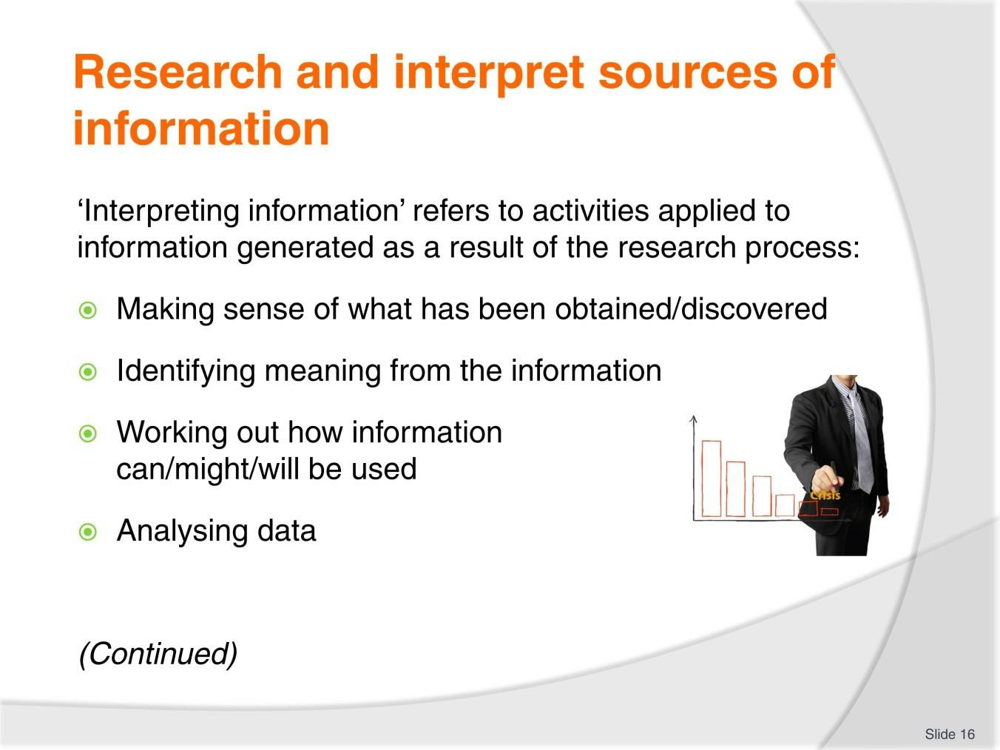 Research and interpret sources of
information
‘Interpreting information’ refers to activities applied to
information generated as a result of the research process:
Making sense of what has been obtained/discovered
Identifying meaning from the information
Working out how information
can/might/will be used
Analysing data
Crisis
(Continued)
Slide 16